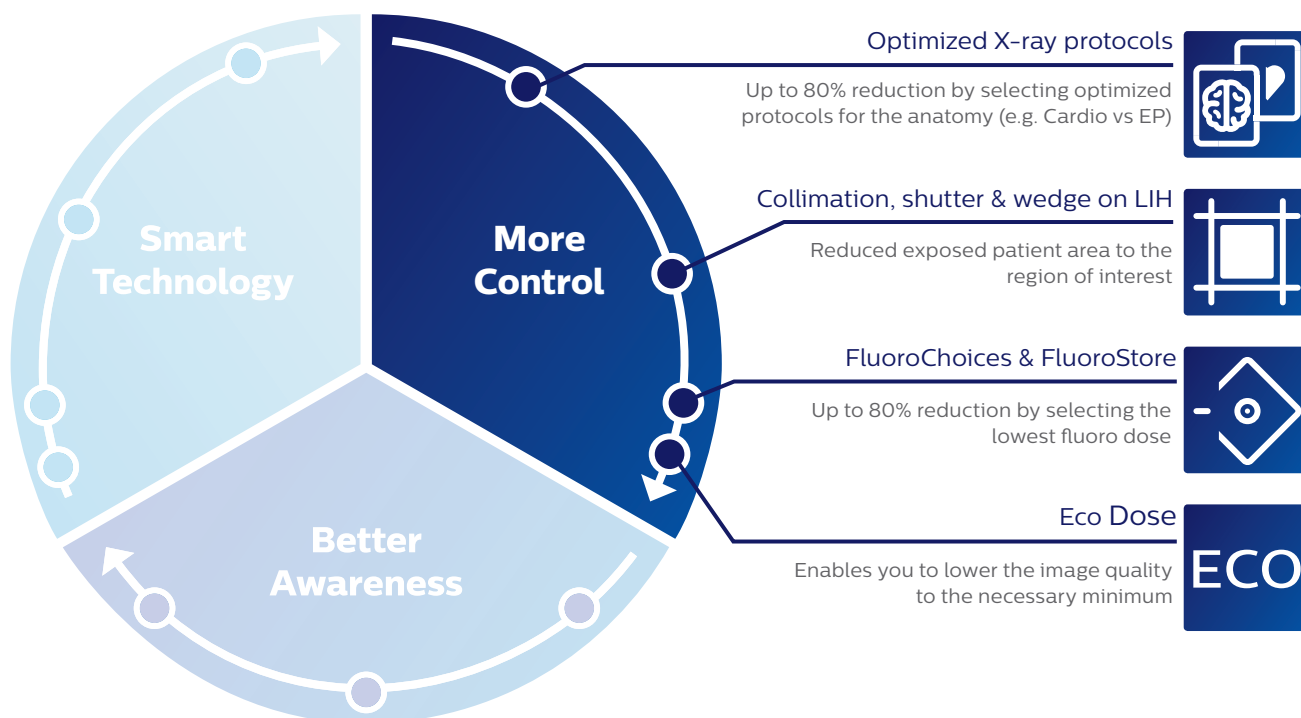 Smart
Technology
More
Control
Better
Awareness
Optimized X-ray protocols
Up to 80% reduction by selecting optimized
protocols for the anatomy (e.g. Cardio vs EP)
Collimation, shutter & wedge on LIH
Reduced exposed patient area to the
region of interest
FluoroChoices & FluoroStore
Up to 80% reduction by selecting the
lowest fluoro dose
Eco Dose
Enables you to lower the image quality
to the necessary minimum
ECO